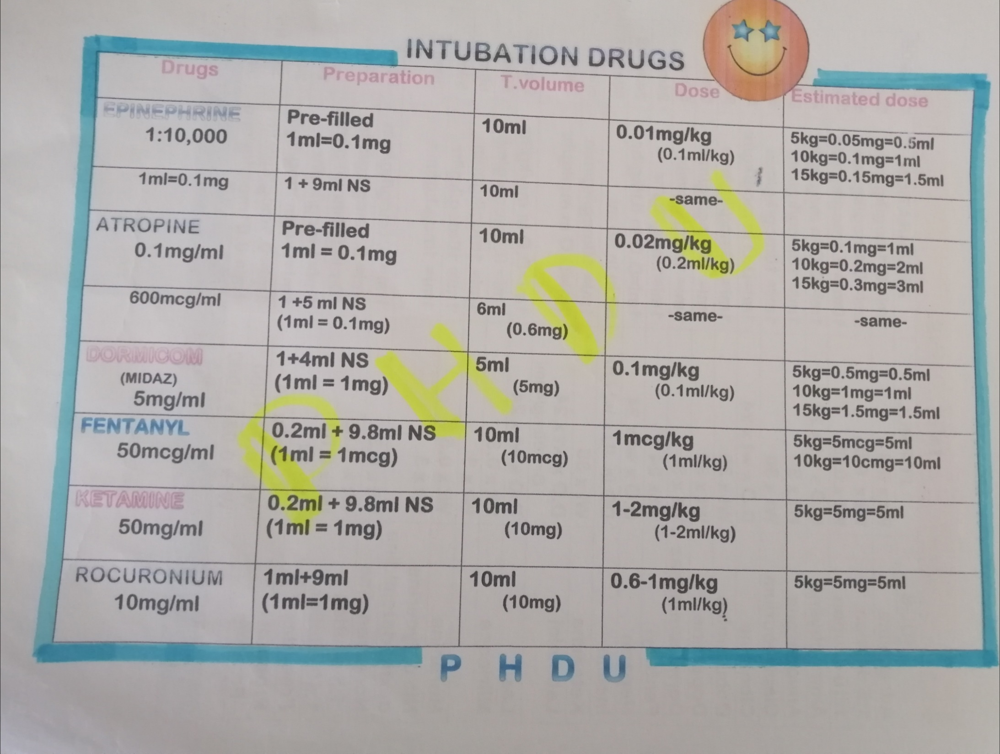 INTUBATION DRUGS
Drugs Preparation T.volume Dose Estimated dose
EPINEPHRINE
1:10,000
Pre-filled
1ml=0.1mg
10ml
0.01mg/kg
(0.1ml/kg)
5kg=0.05mg=0.5ml
10kg=0.1mg=1ml
15kg=0.15mg=1.5ml
1ml=0.1mg
1 + 9ml NS
10ml
-same-
ATROPINE
0.1mg/ml
Pre-filled
1ml = 0.1mg
10ml
0.02mg/kg
(0.2ml/kg)
5kg=0.1mg=1ml
10kg=0.2mg=2ml
15kg=0.3mg=3ml
600mcg/ml
1 +5 ml NS
(1ml = 0.1mg)
6ml
(0.6mg)
-same-
-same-
DORMICOM
(MIDAZ)
5mg/ml
1+4ml NS
(1ml = 1mg)
5ml
(5mg)
0.1mg/kg
(0.1ml/kg)
5kg=0.5mg=0.5ml
10kg=1mg=1ml
15kg=1.5mg=1.5ml
FENTANYL
50mcg/ml
0.2ml + 9.8ml NS
(1ml = 1mcg)
10ml
(10mcg)
1mcg/kg
(1ml/kg)
5kg=5mcg=5ml
10kg=10cmg=10ml
KETAMINE
50mg/ml
0.2ml + 9.8ml NS
(1ml = 1mg)
10ml
(10mg)
1-2mg/kg
(1-2ml/kg)
5kg=5mg=5ml
ROCURONIUM
10mg/ml
1ml+9ml
(1ml=1mg)
10ml
(10mg)
0.6-1mg/kg
(1ml/kg)
5kg=5mg=5ml
P H D U
P H D U